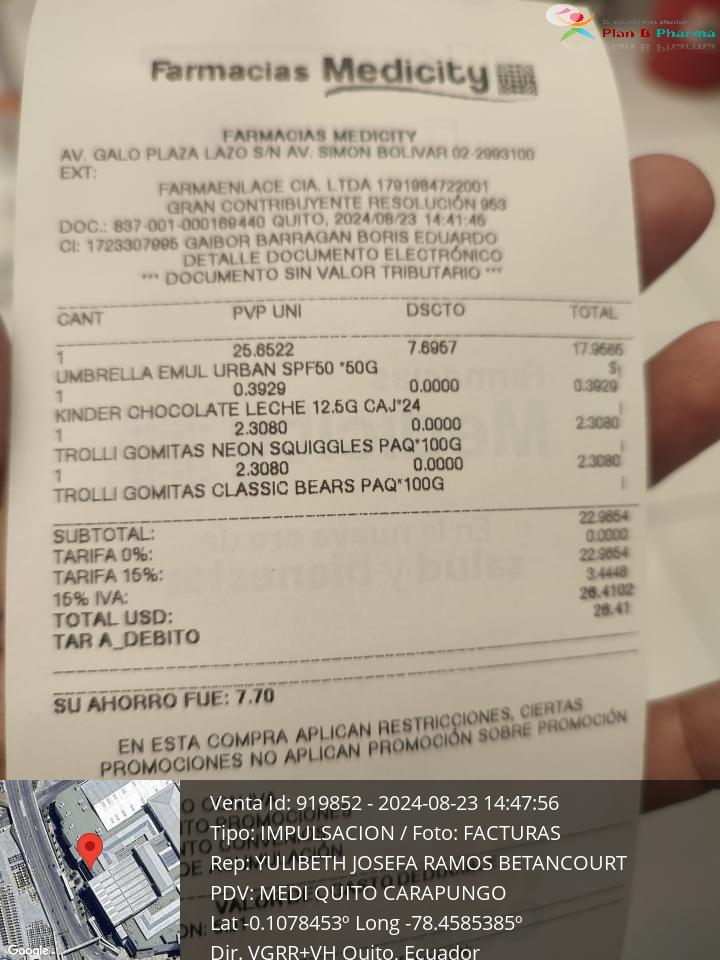 Su solución más efectiva
Plan B Pharma
Farmacias Medicity
FARMACIAS MEDICITY
AV. GALO PLAZA LAZO S/N AV. SIMON BOLIVAR 02-2993100
EXT:
FARMAENLACE CIA. LTDA 1791984722001
GRAN CONTRIBUYENTE RESOLUCIÓN 953
DOC.: 837-001-000169440 QUITO, 2024/08/23 14:41:46
CI: 1723307995 GAIBOR BARRAGAN BORIS EDUARDO
DETALLE DOCUMENTO ELECTRÓNICO
*** DOCUMENTO SIN VALOR TRIBUTARIO ***
CANT PVP UNI DSCTO TOTAL
1 25.6522 7.6957 17.9565
UMBRELLA EMUL URBAN SPF50 *50G
1 0.3929 0.0000 0.3929
KINDER CHOCOLATE LECHE 12.5G CAJ*24
1 2.3080 0.0000 2.3080
TROLLI GOMITAS NEON SQUIGGLES PAQ*100G
1 2.3080 0.0000 2.3080
TROLLI GOMITAS CLASSIC BEARS PAQ*100G
SUBTOTAL: 22.9654
TARIFA 0%: 0.0000
TARIFA 15%: 22.9654
15% IVA: 3.4448
TOTAL USD: 26.4102
TAR A_DEBITO 26.41
SU AHORRO FUE: 7.70
EN ESTA COMPRA APLICAN RESTRICCIONES, CIERTAS
PROMOCIONES NO APLICAN PROMOCIÓN SOBRE PROMOCIÓN
Venta Id: 919852 - 2024-08-23 14:47:56
Tipo: IMPULSACION / Foto: FACTURAS
Rep: YULIBETH JOSEFA RAMOS BETANCOURT
PDV: MEDI QUITO CARAPUNGO
Lat -0.1078453º Long -78.4585385º
Dir. VGRR+VH Quito, Ecuador
Google